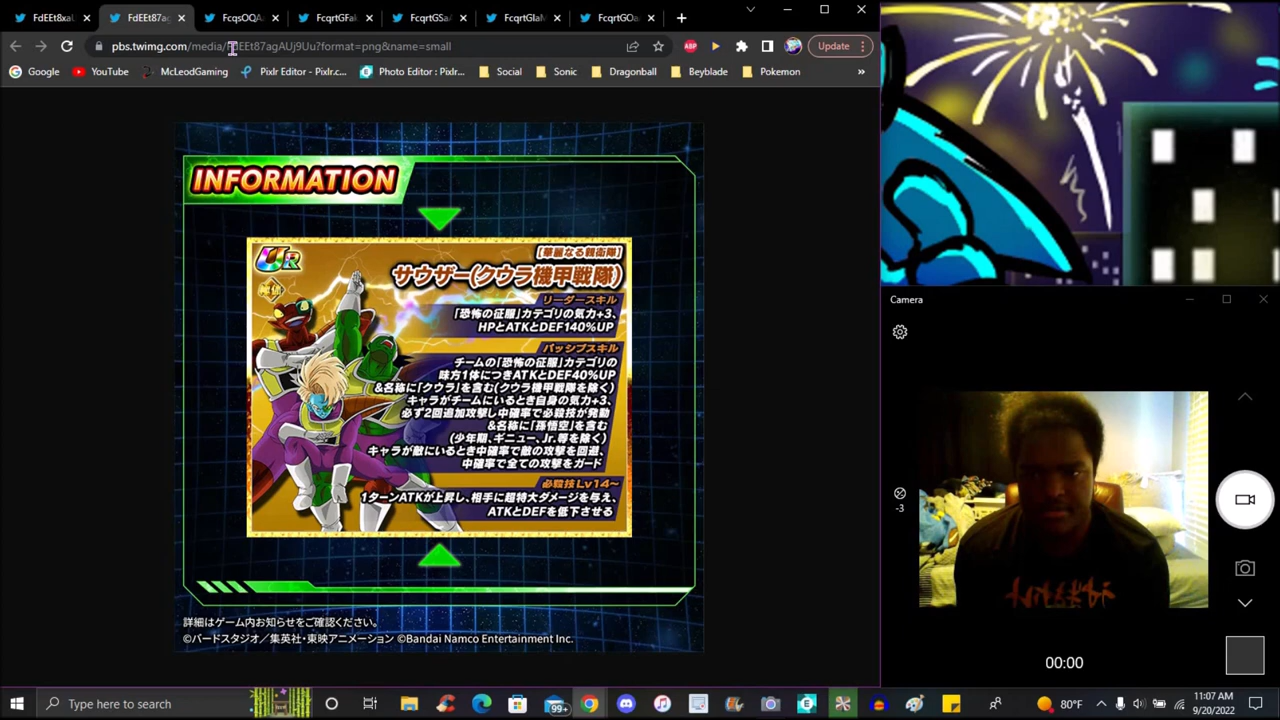 FdEEt8xaU
FdEEt87ag
FcqsOQAa
FcqrtGFak
FcqrtGSaA
FcqrtGIaM
FcqrtGOaA
pbs.twimg.com/media/FdEEt87agAUj9Uu?format=png&name=small
ABP
Update
Google
YouTube
McLeodGaming
Pixlr Editor - Pixlr.c...
Photo Editor : Pixlr...
Social
Sonic
Dragonball
Beyblade
Pokemon
»
INFORMATION
UR
極体
[華麗なる親衛隊]
サウザー(クウラ機甲戦隊)
リーダースキル
「恐怖の征服」カテゴリの気力+3、
HPとATKとDEF140%UP
パッシブスキル
チームの「恐怖の征服」カテゴリの
味方1体につきATKとDEF40%UP
&名称に「クウラ」を含む(クウラ機甲戦隊を除く)
キャラがチームにいるとき自身の気力+3、
必ず2回追加攻撃し中確率で必殺技が発動
&名称に「孫悟空」を含む
(少年期、ギニュー、Jr.等を除く)
キャラが敵にいるとき中確率で敵の攻撃を回避、
中確率で全ての攻撃をガード
必殺技Lv14~
1ターンATKが上昇し、相手に超特大ダメージを与え、
ATKとDEFを低下させる
詳細はゲーム内お知らせをご確認ください。
©バードスタジオ/集英社・東映アニメーション ©Bandai Namco Entertainment Inc.
Camera
-3
00:00
Type here to search
99+
80°F
11:07 AM
9/20/2022